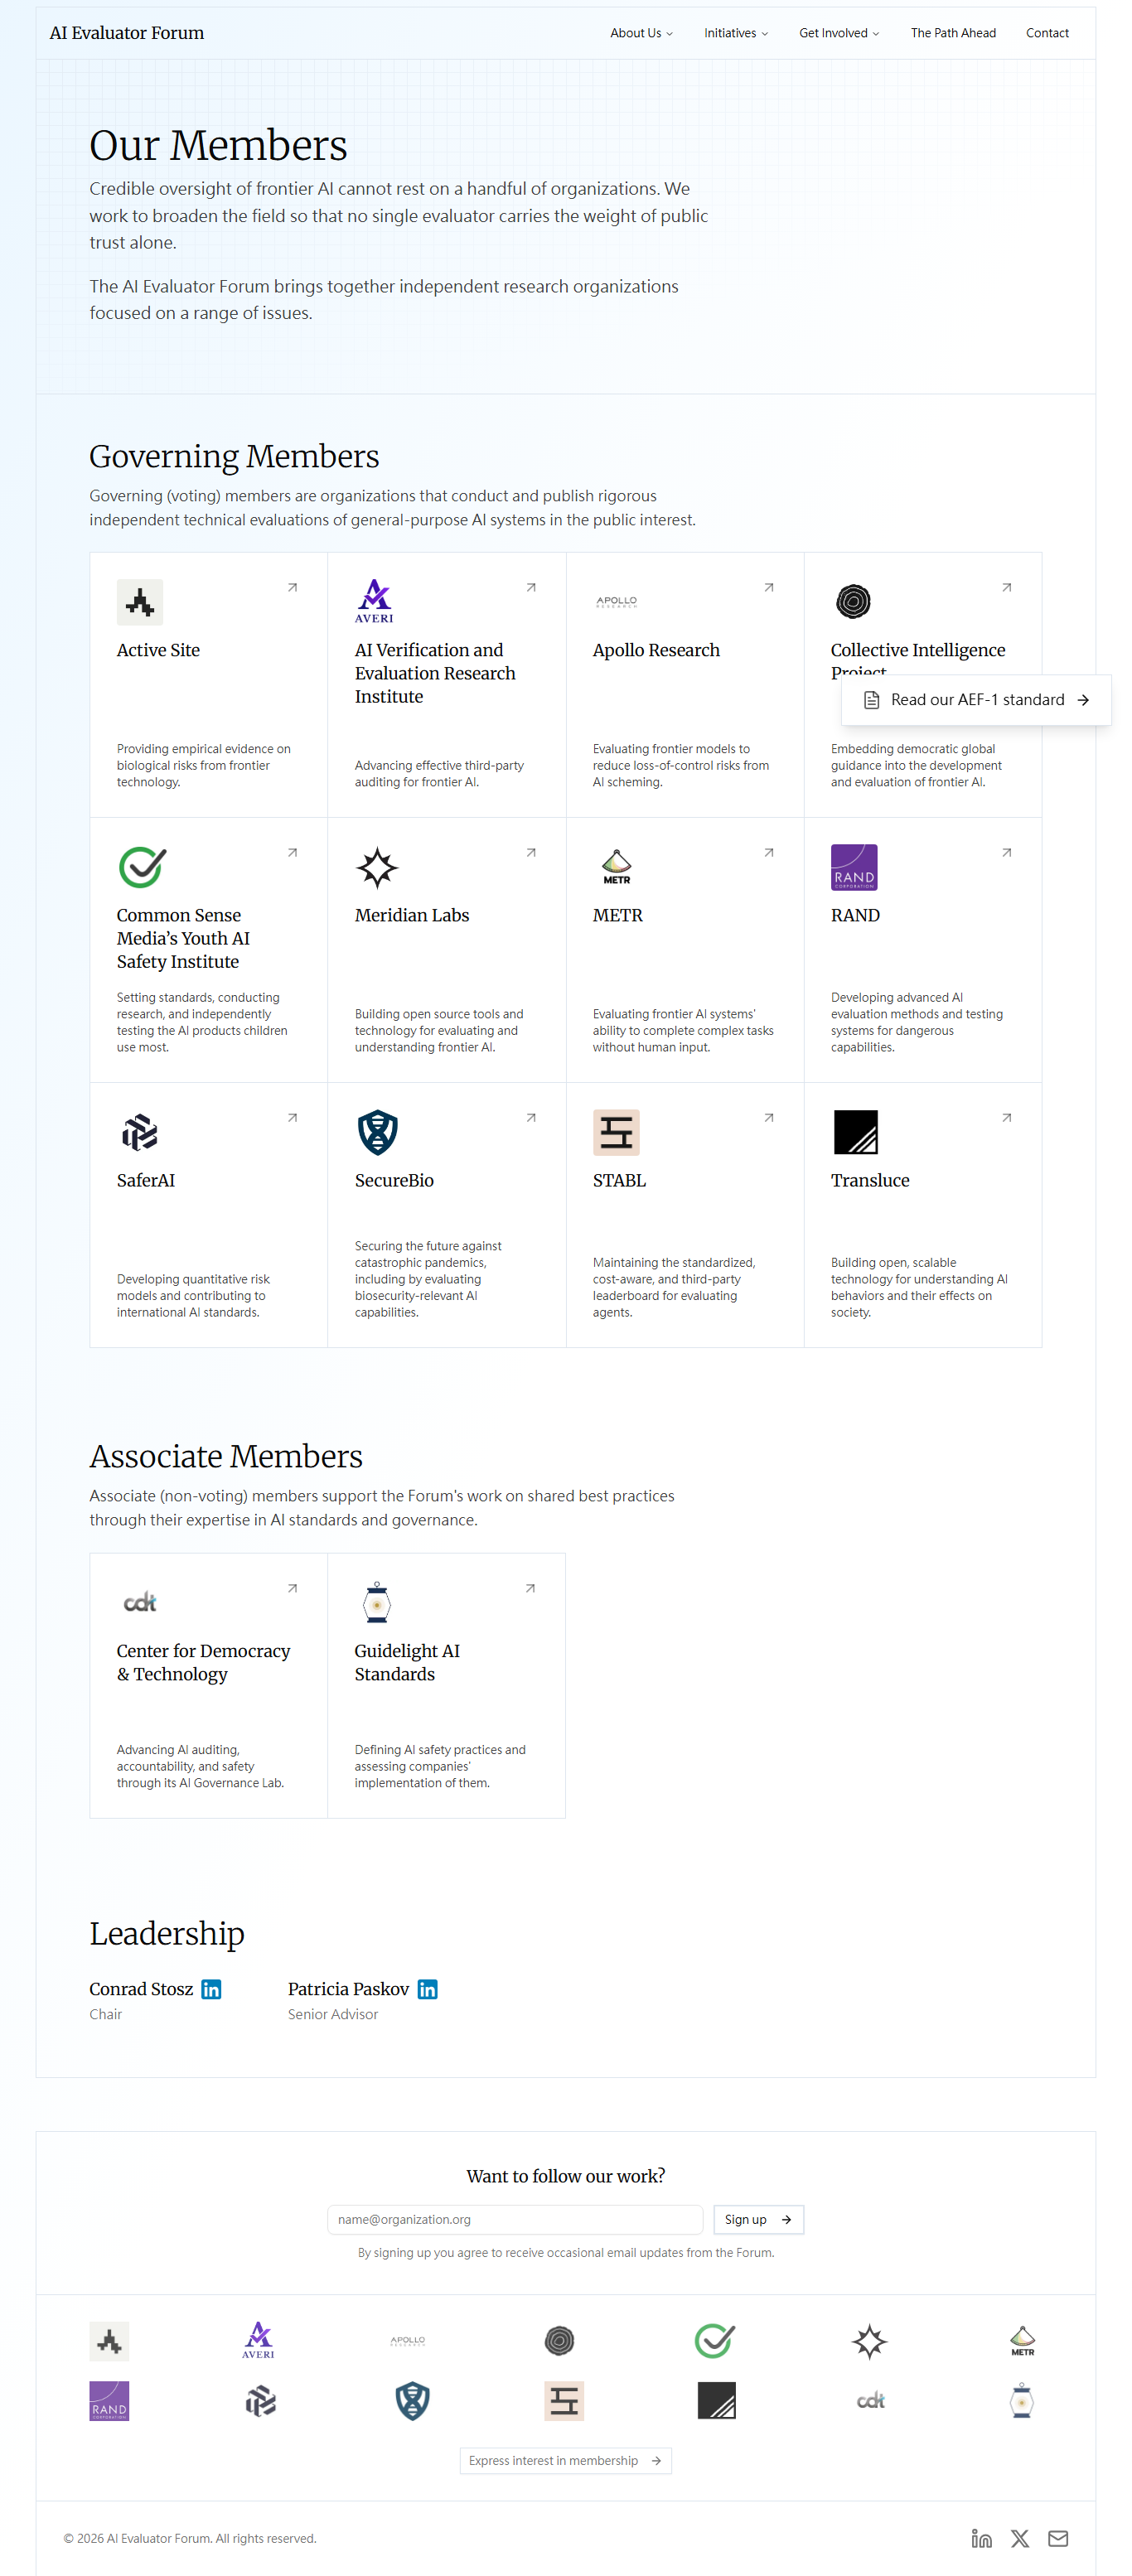 AI Evaluator Forum
About Us
Initiatives
Get Involved
The Path Ahead
Contact
Our Members
Credible oversight of frontier AI cannot rest on a handful of organizations. We
work to broaden the field so that no single evaluator carries the weight of public
trust alone.
The AI Evaluator Forum brings together independent research organizations
focused on a range of issues.
Governing Members
Governing (voting) members are organizations that conduct and publish rigorous
independent technical evaluations of general-purpose AI systems in the public interest.
Active Site
Providing empirical evidence on
biological risks from frontier
technology.
AVERI
AI Verification and
Evaluation Research
Institute
Advancing effective third-party
auditing for frontier AI.
APOLLO
RESEARCH
Apollo Research
Evaluating frontier models to
reduce loss-of-control risks from
AI scheming.
Collective Intelligence
Project
Read our AEF-1 standard
Embedding democratic global
guidance into the development
and evaluation of frontier AI.
Common Sense
Media’s Youth AI
Safety Institute
Setting standards, conducting
research, and independently
testing the AI products children
use most.
Meridian Labs
Building open source tools and
technology for evaluating and
understanding frontier AI.
METR
METR
Evaluating frontier AI systems’
ability to complete complex tasks
without human input.
RAND
CORPORATION
RAND
Developing advanced AI
evaluation methods and testing
systems for dangerous
capabilities.
SaferAI
Developing quantitative risk
models and contributing to
international AI standards.
SecureBio
Securing the future against
catastrophic pandemics,
including by evaluating
biosecurity-relevant AI
capabilities.
STABL
Maintaining the standardized,
cost-aware, and third-party
leaderboard for evaluating
agents.
Transluce
Building open, scalable
technology for understanding AI
behaviors and their effects on
society.
Associate Members
Associate (non-voting) members support the Forum's work on shared best practices
through their expertise in AI standards and governance.
cdt
Center for Democracy
& Technology
Advancing AI auditing,
accountability, and safety
through its AI Governance Lab.
Guidelight AI
Standards
Defining AI safety practices and
assessing companies'
implementation of them.
Leadership
Conrad Stosz
Chair
Patricia Paskov
Senior Advisor
Want to follow our work?
name@organization.org
Sign up
By signing up you agree to receive occasional email updates from the Forum.
AVERI
APOLLO
RESEARCH
METR
RAND
CORPORATION
cdt
Express interest in membership
© 2026 AI Evaluator Forum. All rights reserved.